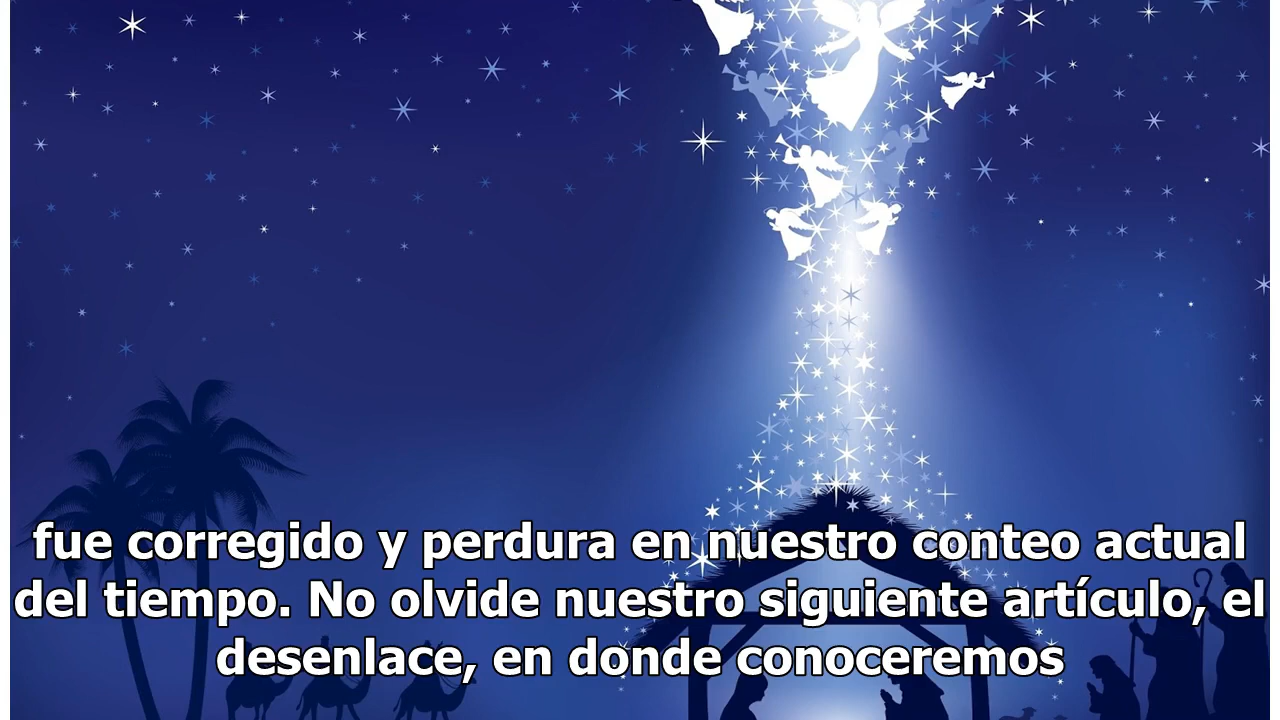 fue corregido y perdura en nuestro conteo actual
del tiempo. No olvide nuestro siguiente artículo, el
desenlace, en donde conoceremos